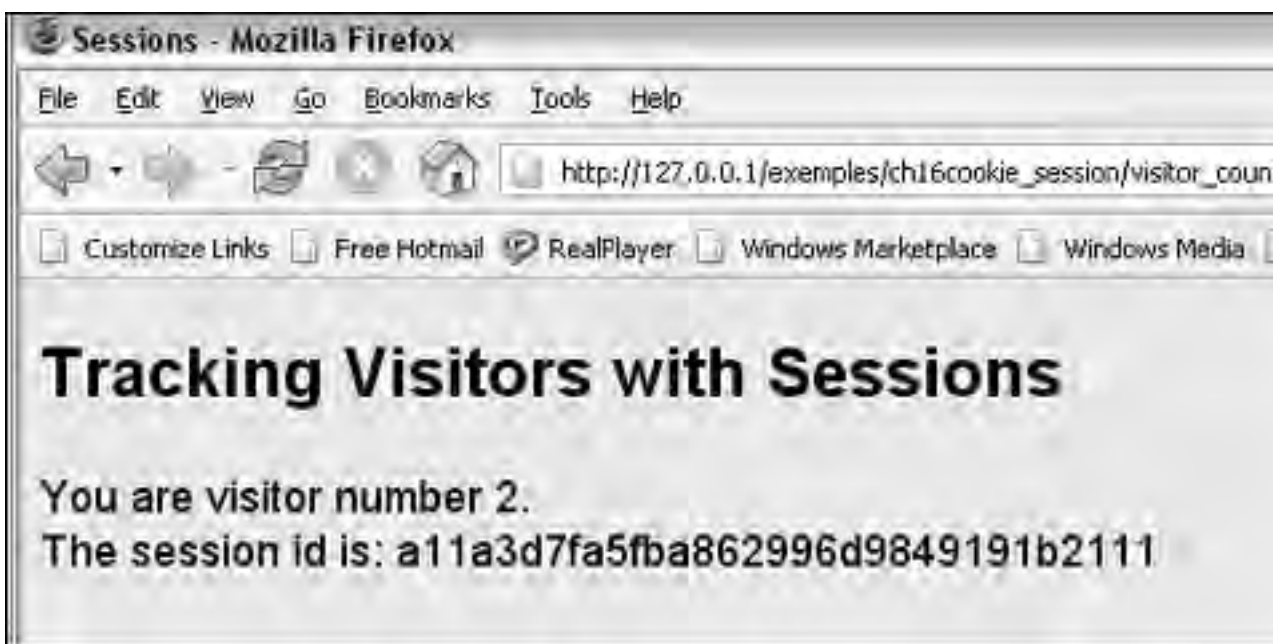 Sessions - Mozilla Firefox
File Edit View Go Bookmarks Tools Help
http://127.0.0.1/exemples/ch16cookie_session/visitor_coun
Customize Links Free Hotmail RealPlayer Windows Marketplace Windows Media
Tracking Visitors with Sessions
You are visitor number 2.
The session id is: a11a3d7fa5fba862996d9849191b2111